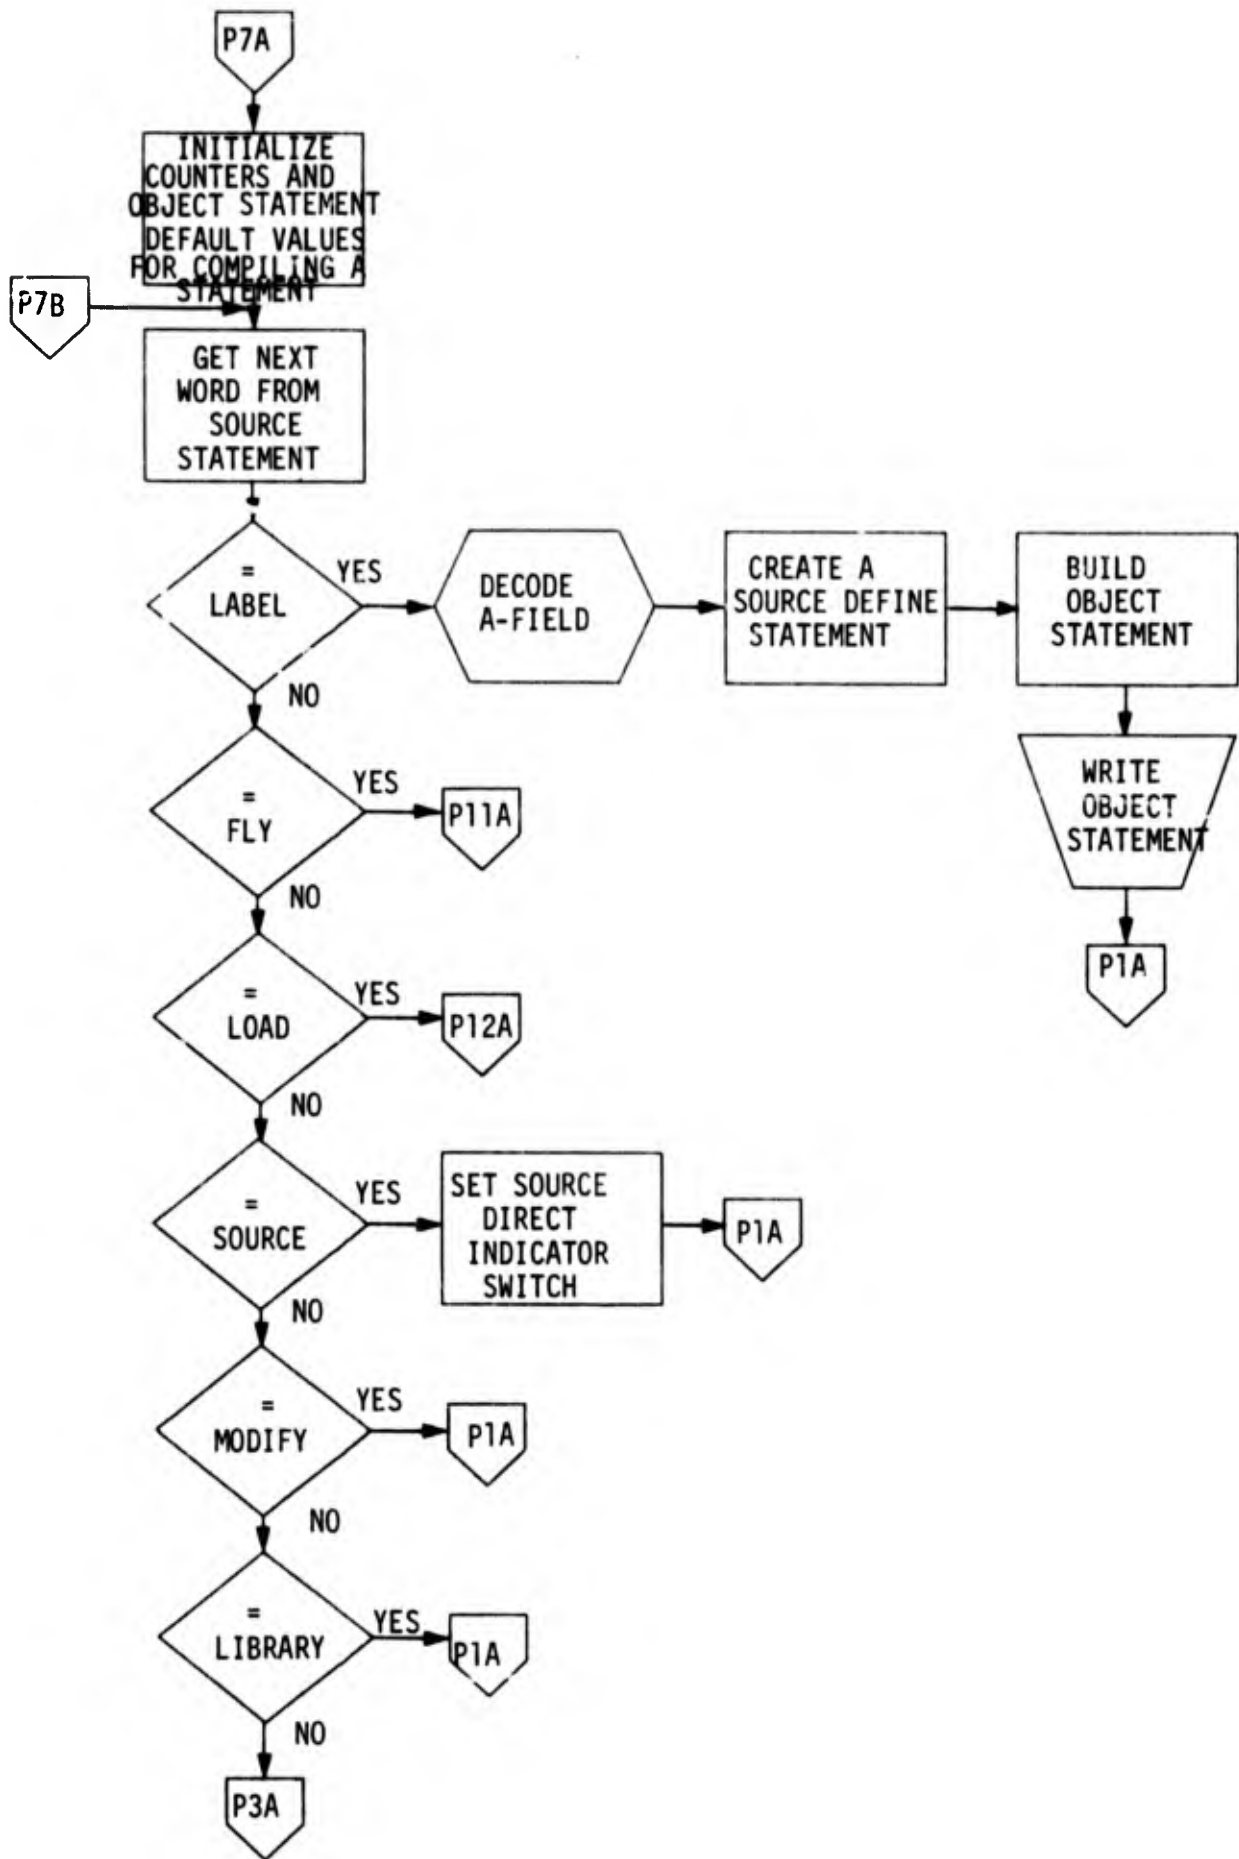 P7A
INITIALIZE
COUNTERS AND
OBJECT STATEMENT
DEFAULT VALUES
FOR COMPILING A
STATEMENT
P7B
GET NEXT
WORD FROM
SOURCE
STATEMENT
=
LABEL
YES
DECODE
A-FIELD
CREATE A
SOURCE DEFINE
STATEMENT
BUILD
OBJECT
STATEMENT
NO
WRITE
OBJECT
STATEMENT
P1A
=
FLY
YES
P11A
NO
=
LOAD
YES
P12A
NO
=
SOURCE
YES
SET SOURCE
DIRECT
INDICATOR
SWITCH
P1A
NO
=
MODIFY
YES
P1A
NO
=
LIBRARY
YES
P1A
NO
P3A